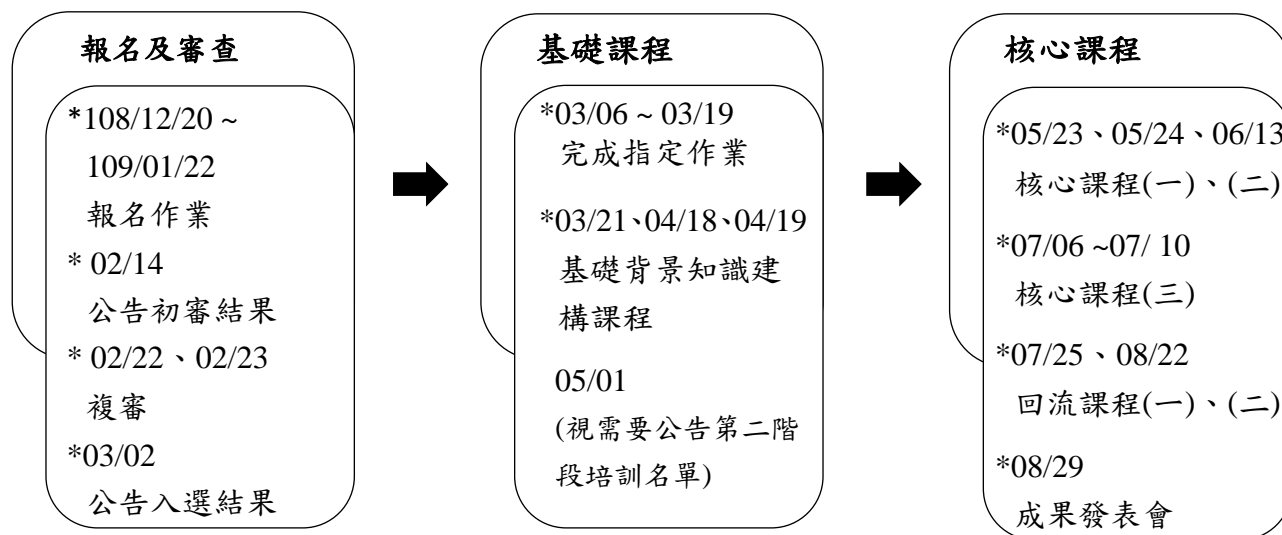 報名及審查
*108/12/20 ~
109/01/22
報名作業
* 02/14
公告初審結果
* 02/22、02/23
複審
*03/02
公告入選結果
基礎課程
*03/06 ~ 03/19
完成指定作業
*03/21、04/18、04/19
基礎背景知識建
構課程
05/01
(視需要公告第二階
段培訓名單)
核心課程
*05/23、05/24、06/13
核心課程(一)、(二)
*07/06 ~07/ 10
核心課程(三)
*07/25、08/22
回流課程(一)、(二)
*08/29
成果發表會